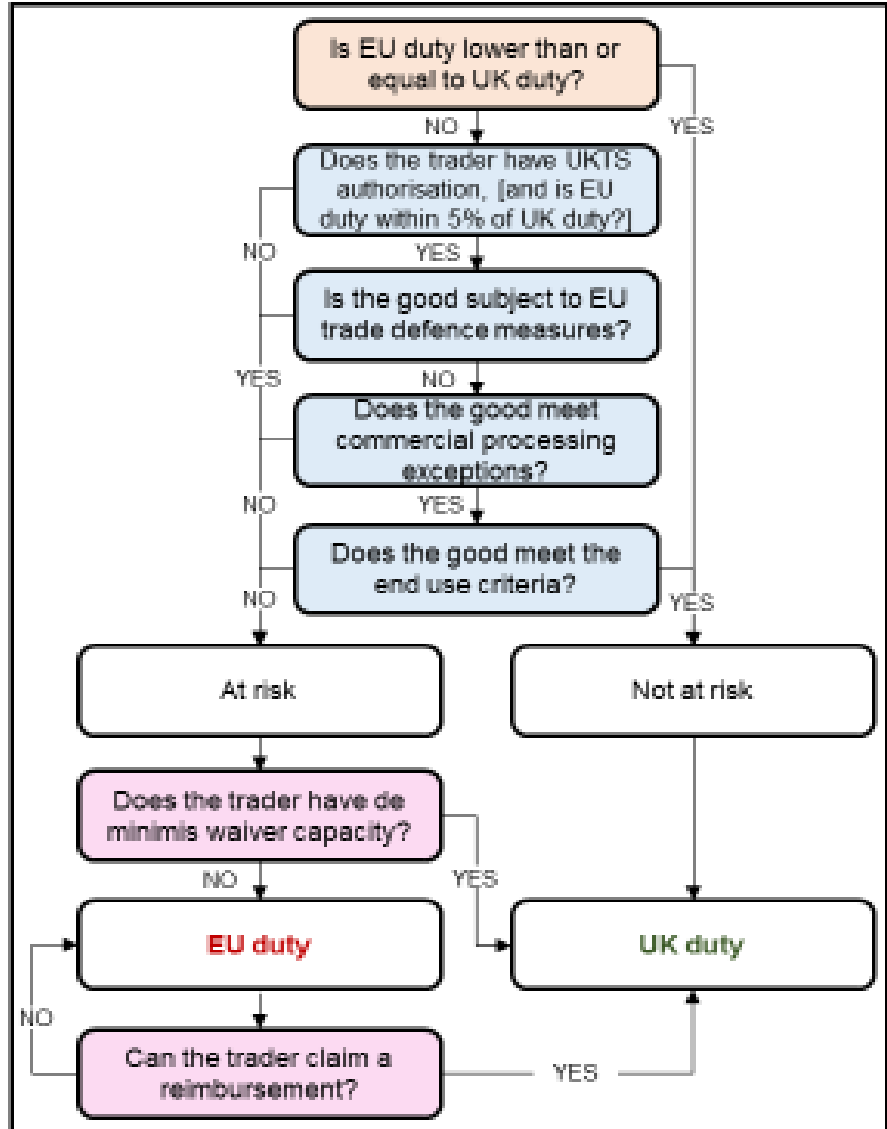 Is EU duty lower than or
equal to UK duty?
NO
YES
Does the trader have UKTS
authorisation, [and is EU
duty within 5% of UK duty?]
NO
YES
Is the good subject to EU
trade defence measures?
YES
NO
Does the good meet
commercial processing
exceptions?
NO
YES
Does the good meet the
end use criteria?
NO
YES
At risk
Not at risk
Does the trader have de
minimis waiver capacity?
NO
YES
EU duty
UK duty
NO
Can the trader claim a
reimbursement?
YES